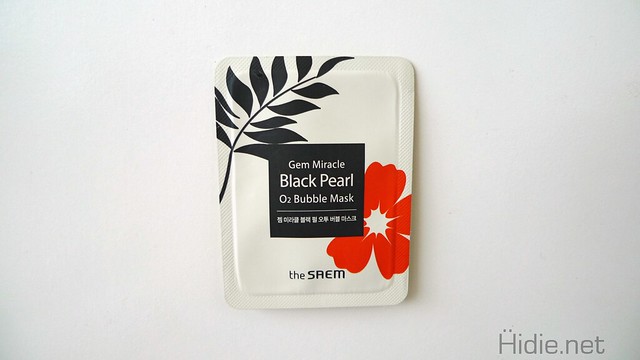 Gem Miracle
Black Pearl
O2 Bubble Mask
젬 미라클 블랙 펄 오투 버블 마스크
the SAEM
Hidie.net